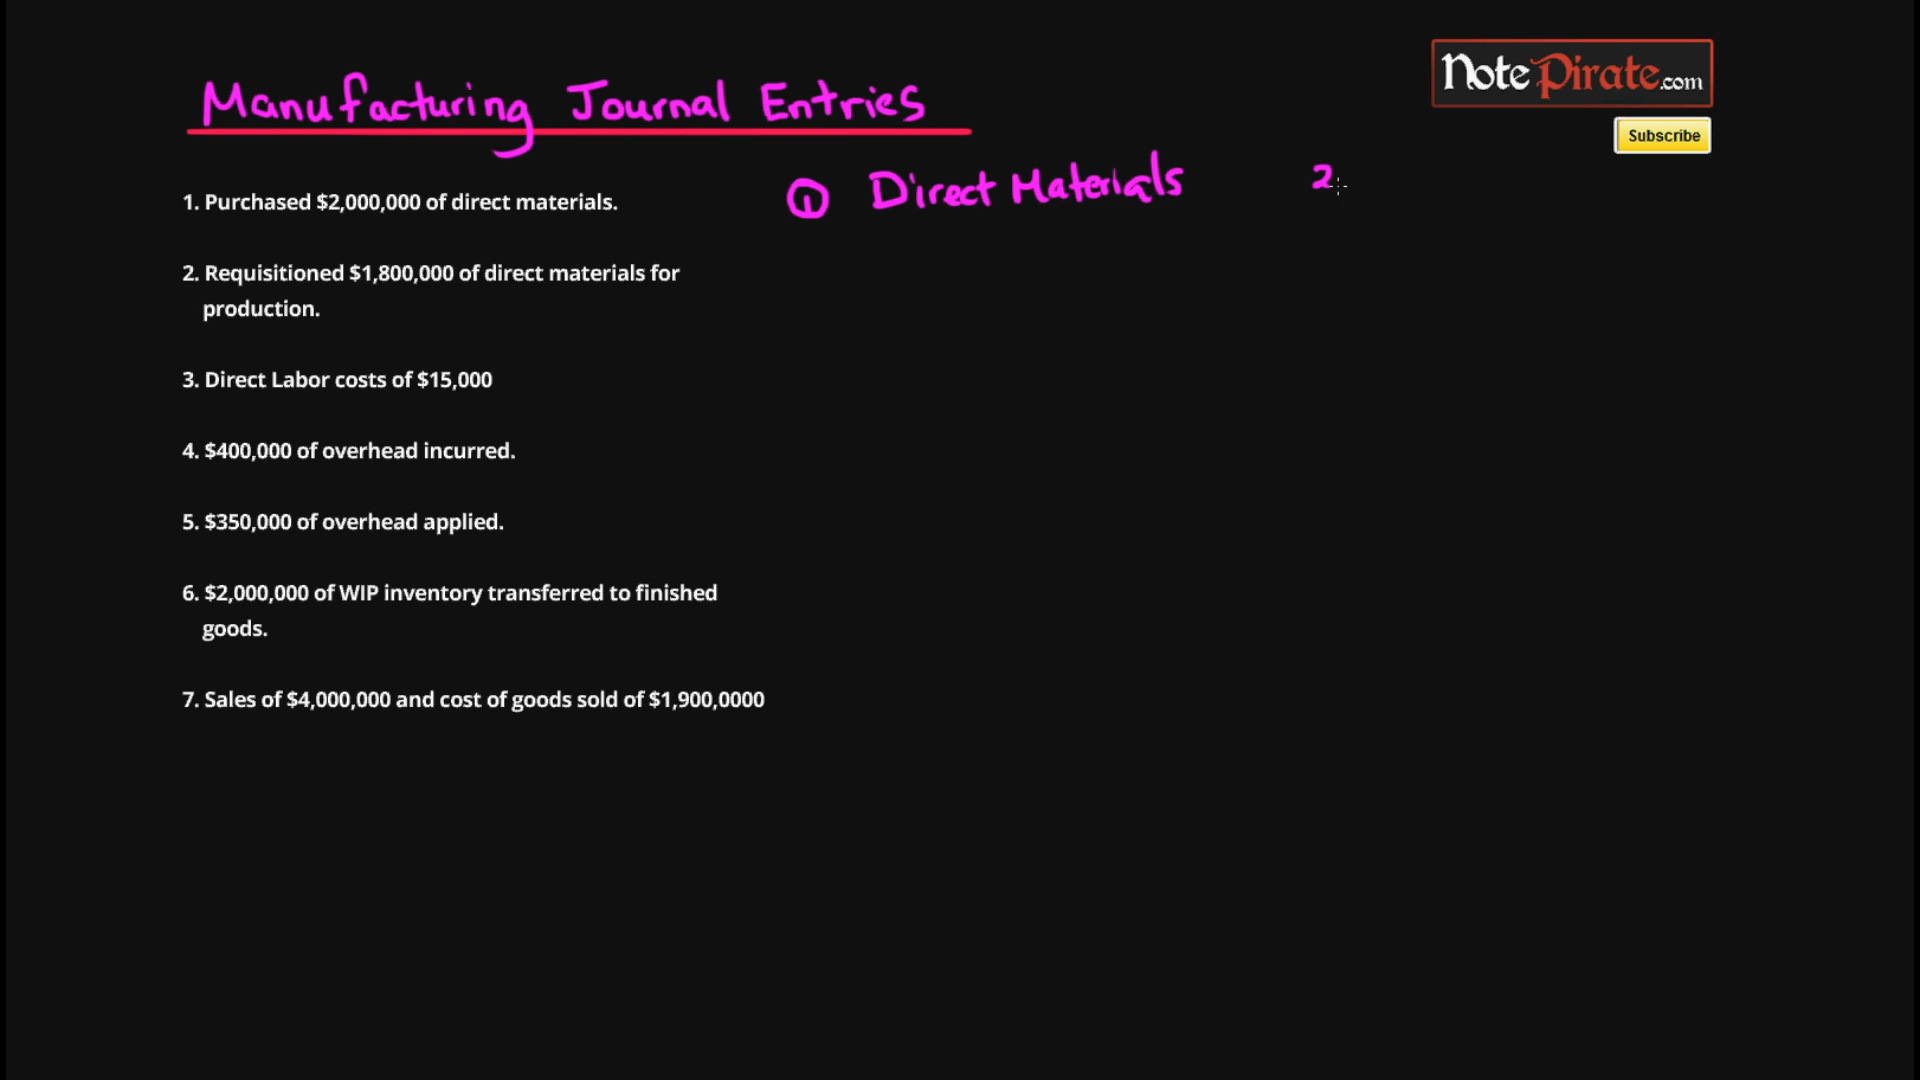 Manufacturing Journal Entries
NotePirate.com
Subscribe
1. Purchased $2,000,000 of direct materials.
① Direct Materials 2
2. Requisitioned $1,800,000 of direct materials for
production.
3. Direct Labor costs of $15,000
4. $400,000 of overhead incurred.
5. $350,000 of overhead applied.
6. $2,000,000 of WIP inventory transferred to finished
goods.
7. Sales of $4,000,000 and cost of goods sold of $1,900,0000